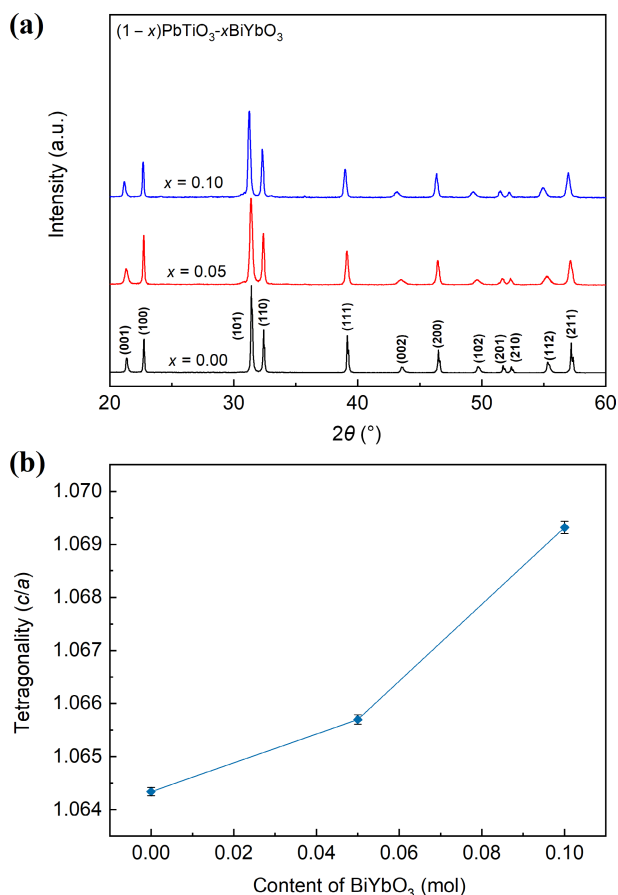 (a)
(1 – x)PbTiO₃-xBiYbO₃
Intensity (a.u.)
x = 0.10
x = 0.05
x = 0.00
(001)
(100)
(101)
(110)
(111)
(002)
(200)
(102)
(201)
(210)
(112)
(211)
20 30 40 50 60
2θ (°)
(b)
Tetragonality (c/a)
1.070
1.069
1.068
1.067
1.066
1.065
1.064
0.00 0.02 0.04 0.06 0.08 0.10
Content of BiYbO₃ (mol)